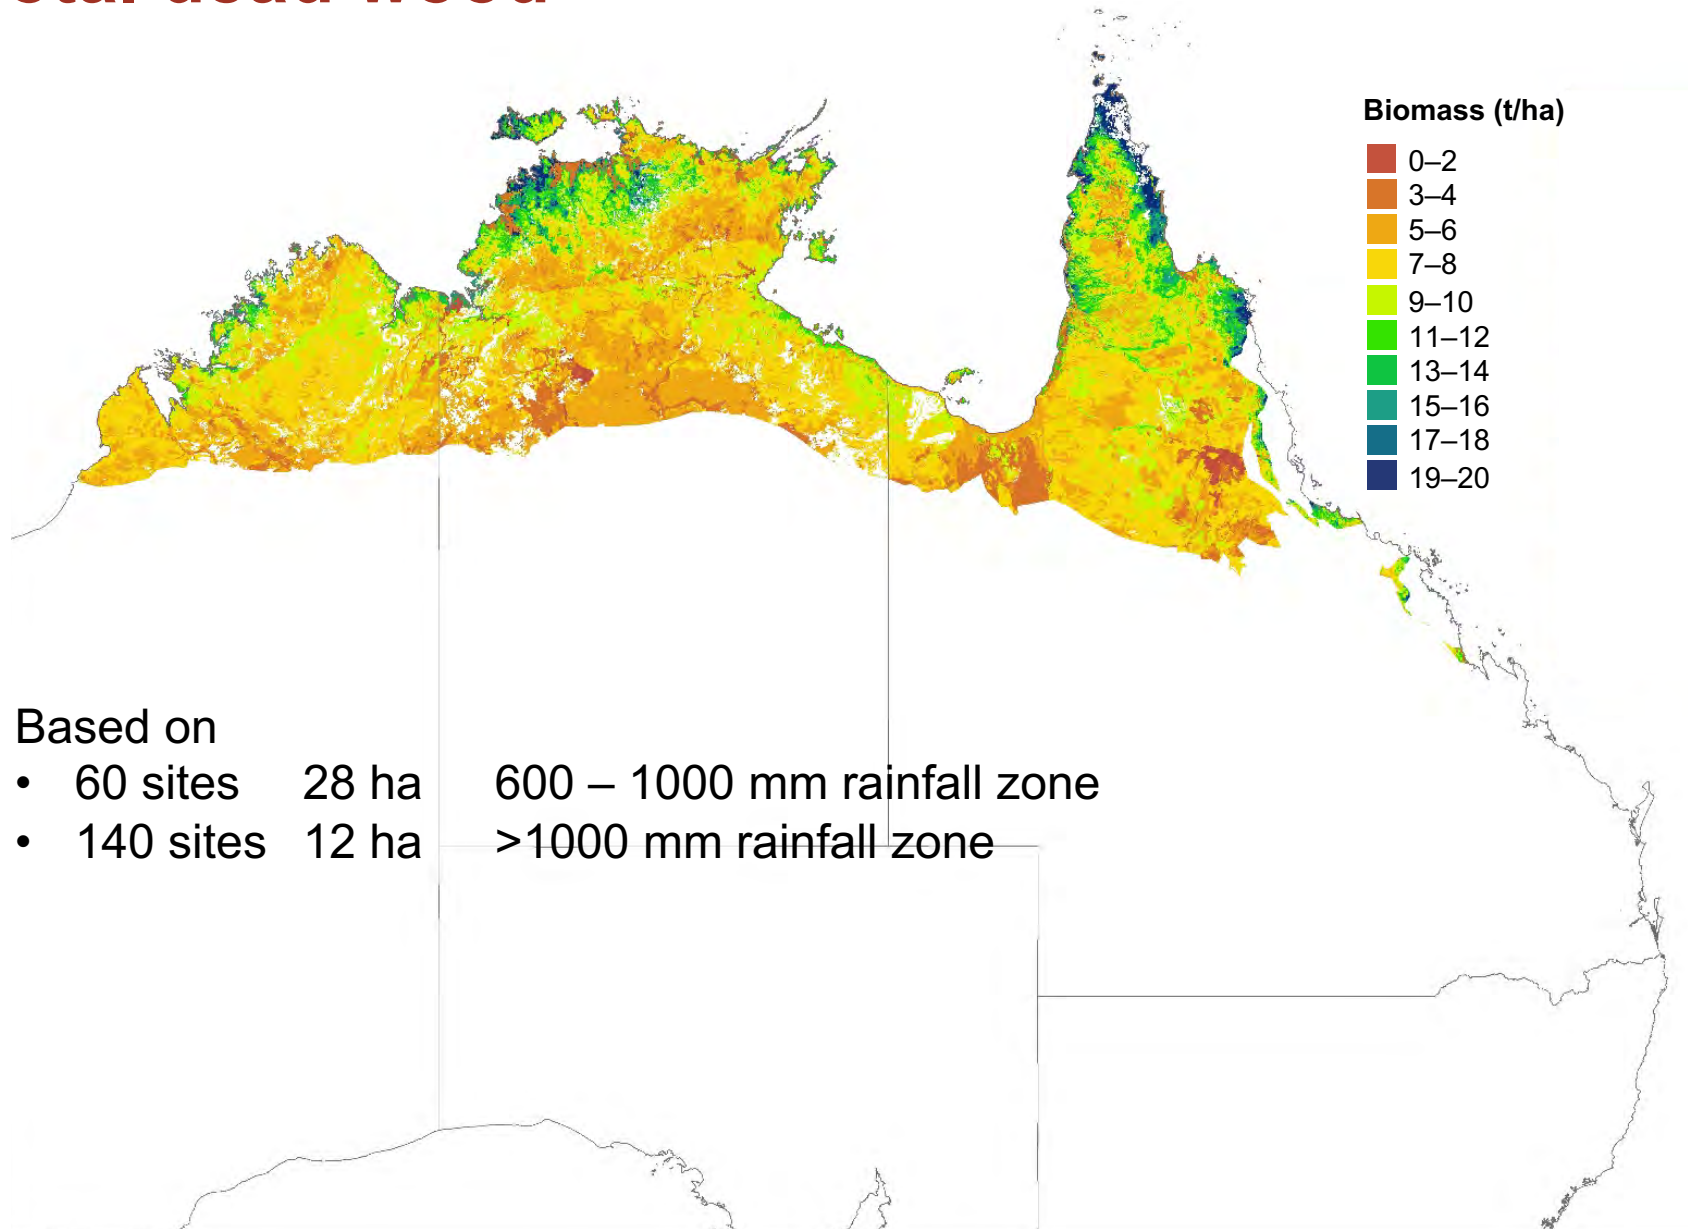 dead wood
Biomass (t/ha)
0–2
3–4
5–6
7–8
9–10
11–12
13–14
15–16
17–18
19–20
Based on
• 60 sites 28 ha 600 – 1000 mm rainfall zone
• 140 sites 12 ha >1000 mm rainfall zone